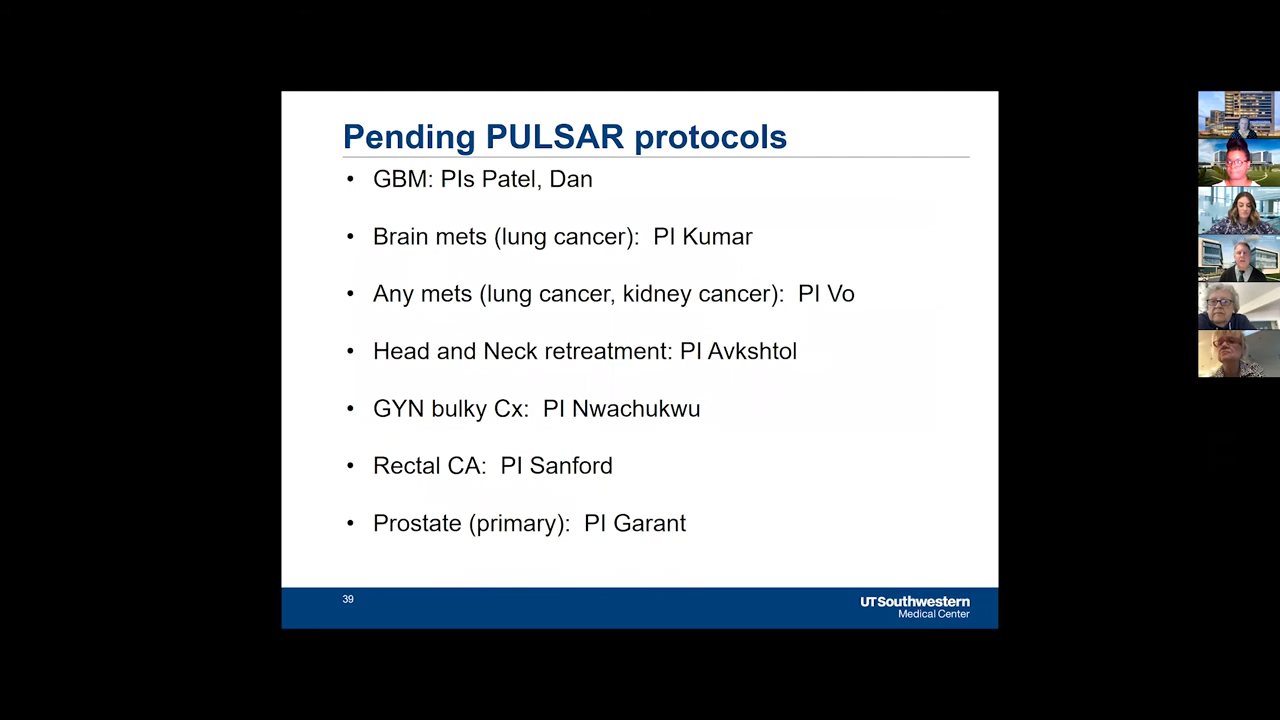 Pending PULSAR protocols
• GBM: PIs Patel, Dan
• Brain mets (lung cancer): PI Kumar
• Any mets (lung cancer, kidney cancer): PI Vo
• Head and Neck retreatment: PI Avkshtol
• GYN bulky Cx: PI Nwachukwu
• Rectal CA: PI Sanford
• Prostate (primary): PI Garant
39
UTSouthwestern
Medical Center